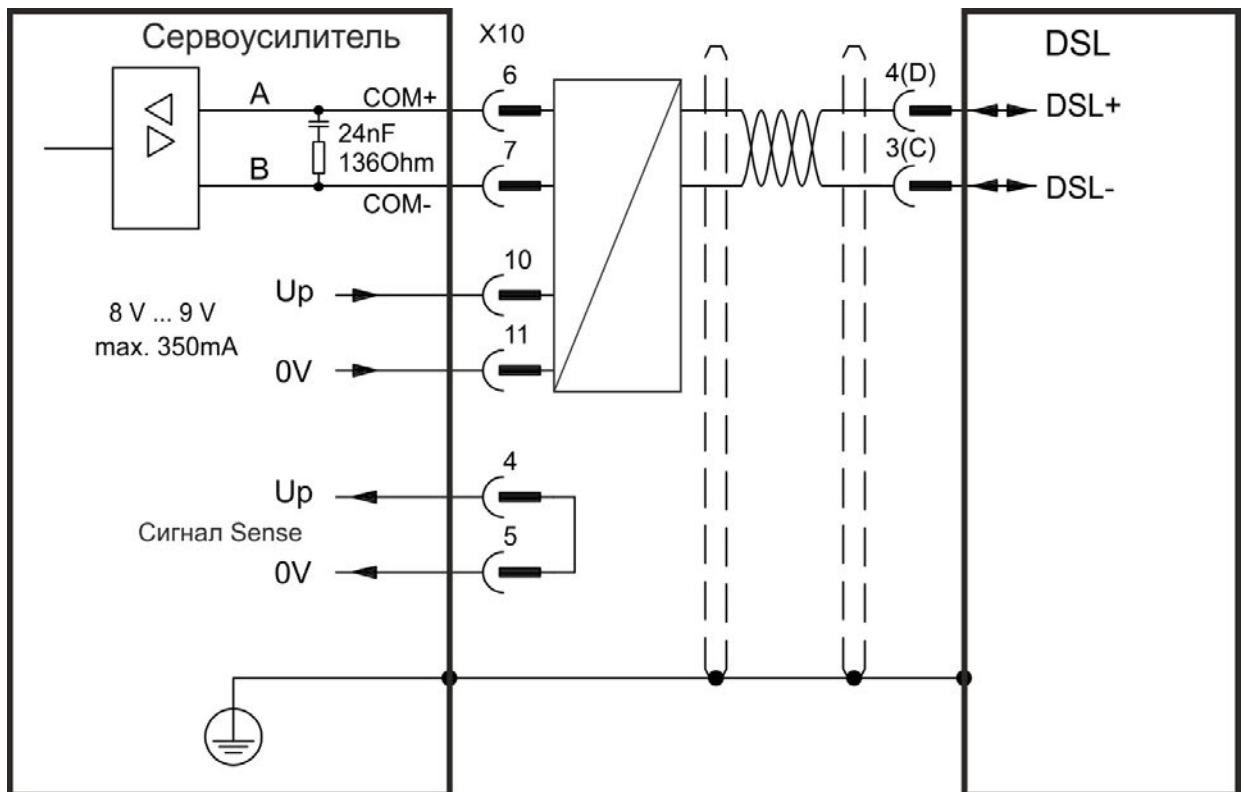 Сервоусилитель
X10
DSL
A
COM+
6
4(D)
DSL+
24nF
136Ohm
7
3(C)
B
COM-
DSL-
10
Up
8 V ... 9 V
max. 350mA
11
0V
4
Up
Сигнал Sense
5
0V